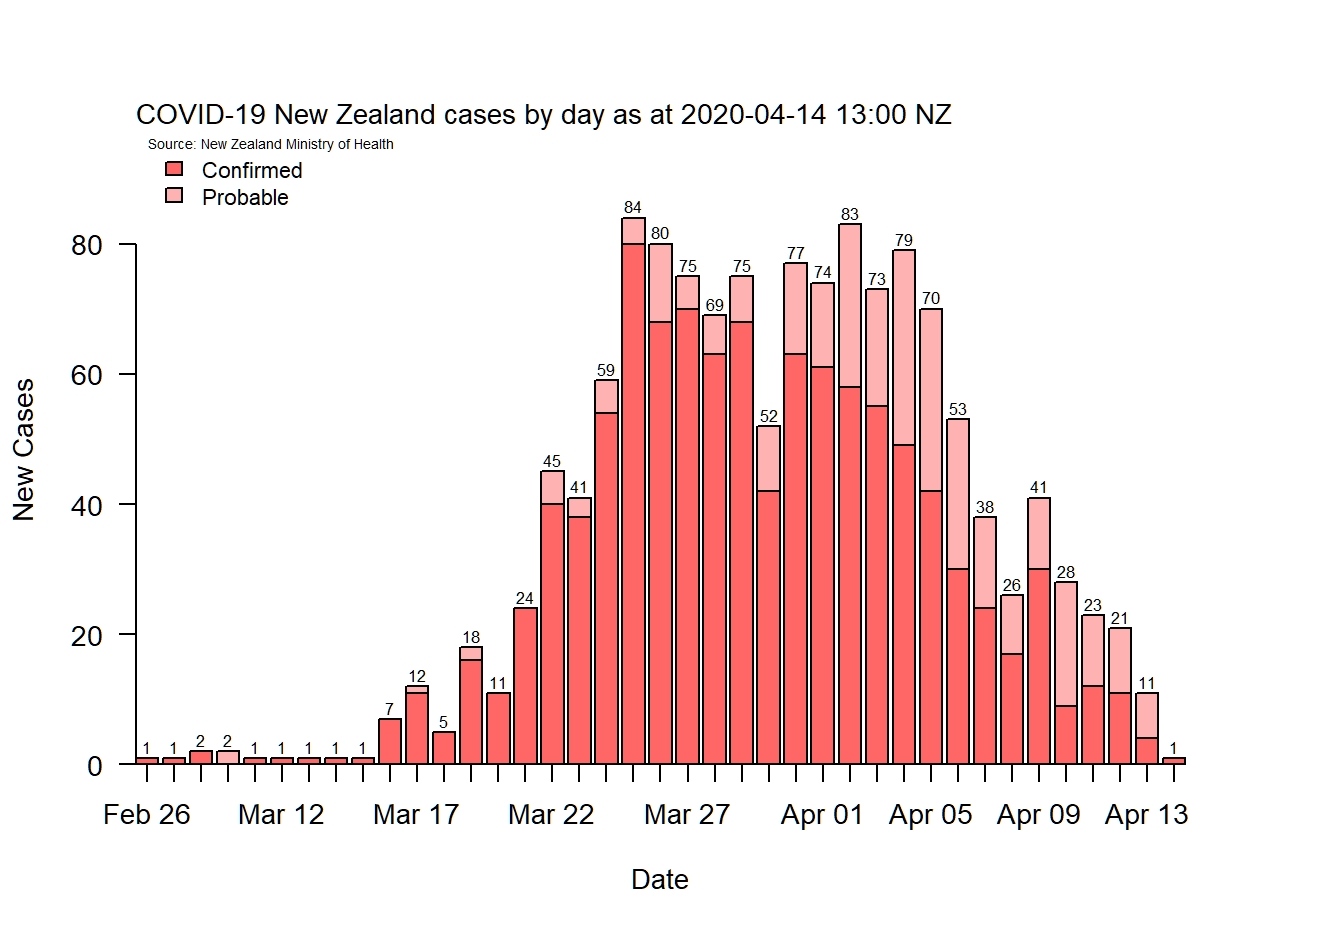 COVID-19 New Zealand cases by day as at 2020-04-14 13:00 NZ
Source: New Zealand Ministry of Health
Confirmed
Probable
New Cases
80
60
40
20
0
1 1 2 2 1 1 1 1 1 7 12 5 18 11 24 45 41 59 84 80 75 69 75 52 77 74 83 73 79 70 53 38 26 41 28 23 21 11 1
Feb 26 Mar 12 Mar 17 Mar 22 Mar 27 Apr 01 Apr 05 Apr 09 Apr 13
Date